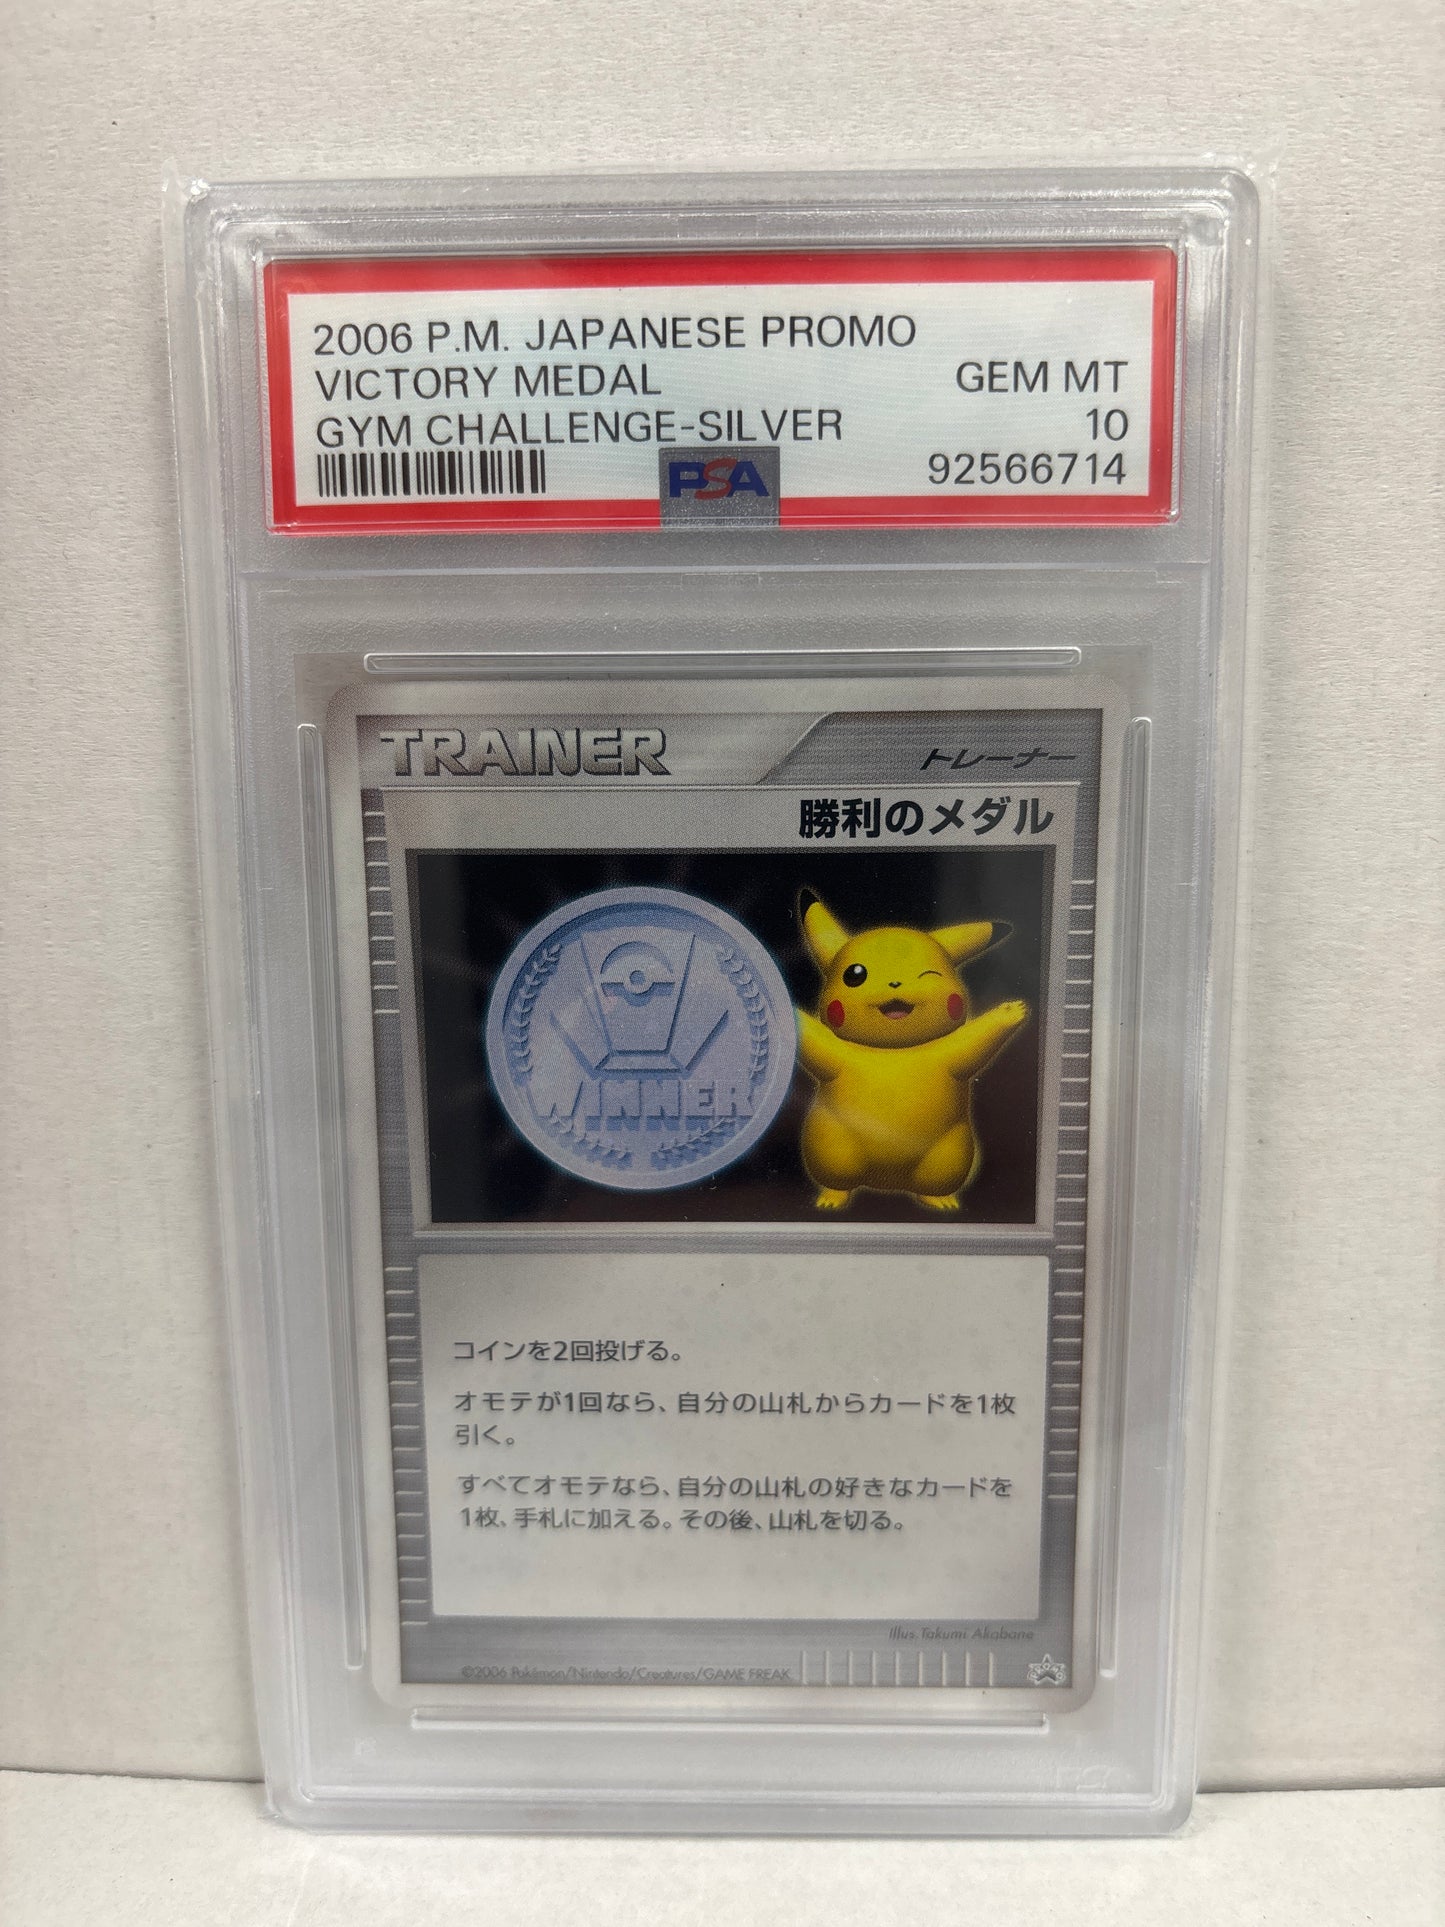 2006 P.M. JAPANESE PROMO
VICTORY MEDAL
GEM MT
GYM CHALLENGE-SILVER
10
PSA
92566714
TRAINER
トレーナー
勝利のメダル
WINNER
コインを2回投げる。
オモテが1回なら、自分の山札からカードを1枚
引く。
すべてオモテなら、自分の山札の好きなカードを
1枚、手札に加える。その後、山札を切る。
Illus. Takumi Akabane
©2006 Pokémon/Nintendo/Creatures/GAME FREAK